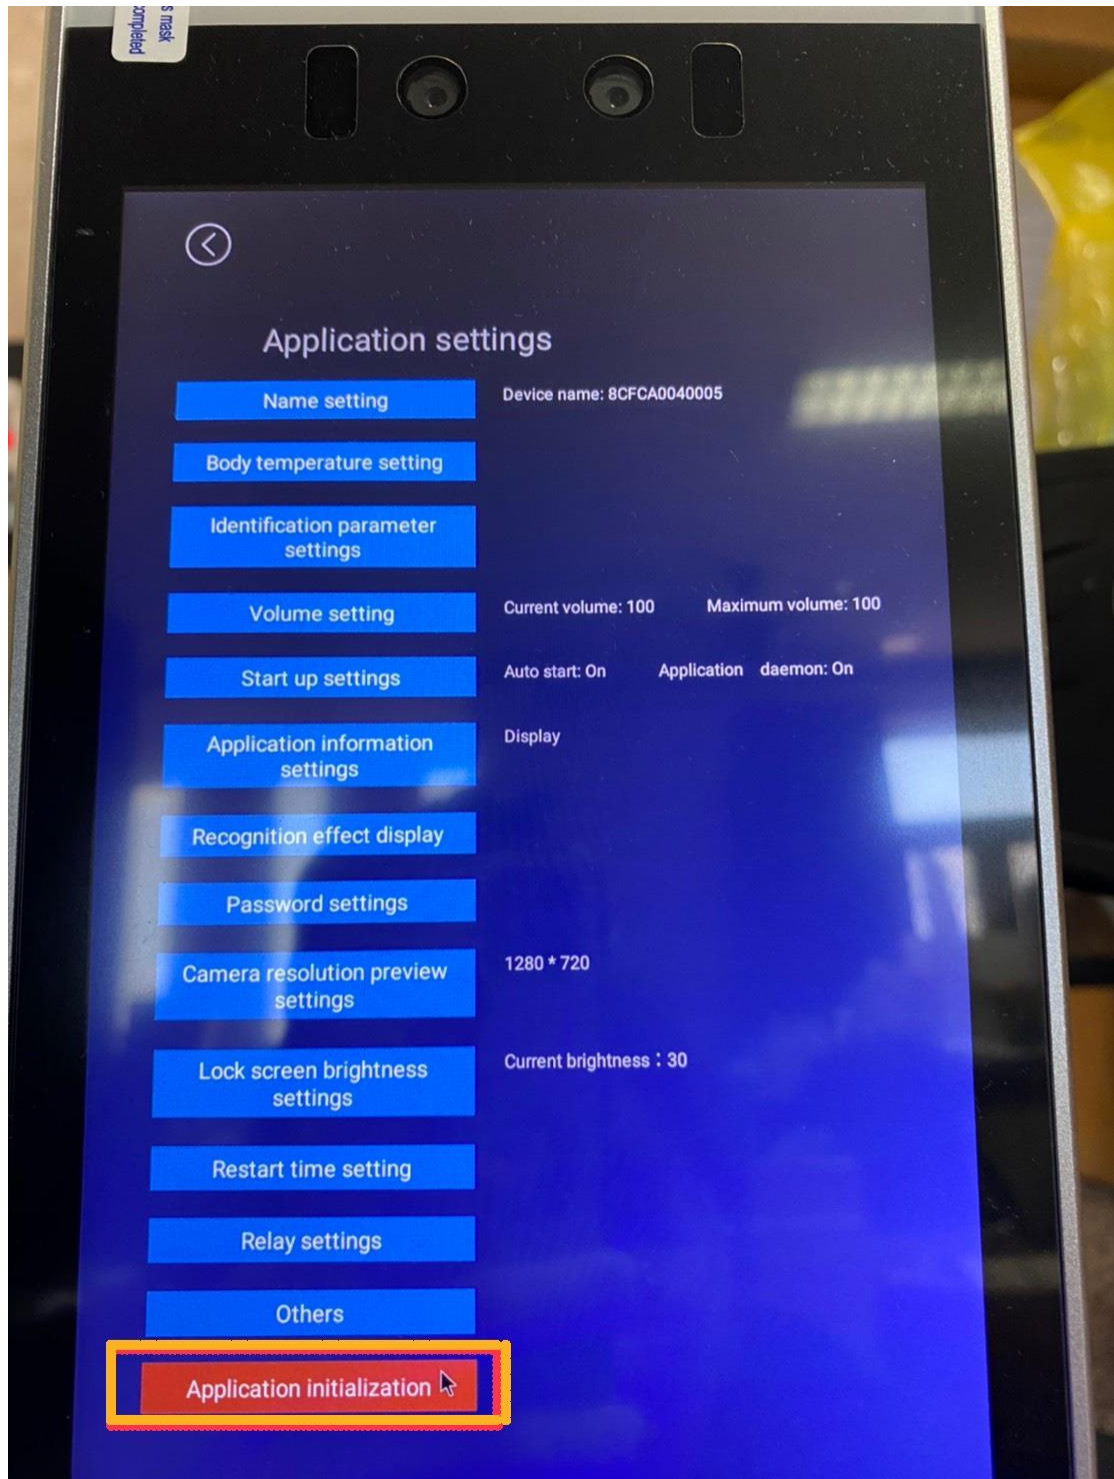 s mask
completed
Application settings
Name setting
Device name: 8CFCA0040005
Body temperature setting
Identification parameter
settings
Volume setting
Current volume: 100 Maximum volume: 100
Start up settings
Auto start: On Application daemon: On
Application information
settings
Display
Recognition effect display
Password settings
Camera resolution preview
settings
1280 * 720
Lock screen brightness
settings
Current brightness：30
Restart time setting
Relay settings
Others
Application initialization